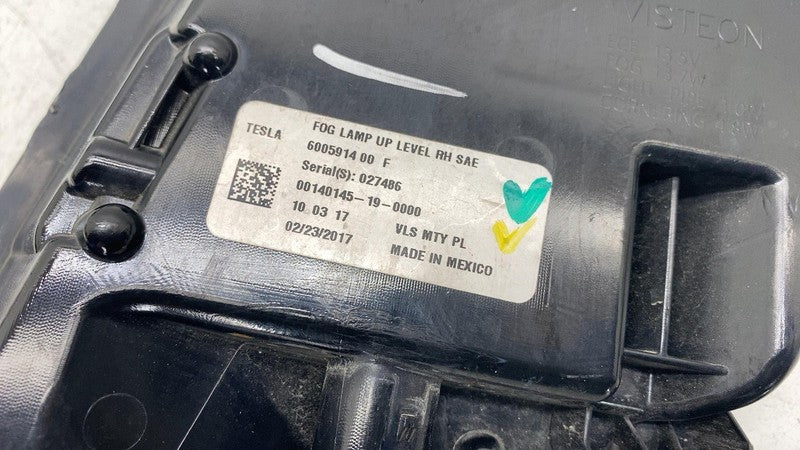 VISTEON
TESLA
FOG LAMP UP LEVEL RH SAE
6005914 00 F
Serial(S): 027486
00140145-19-0000
10 03 17
VLS MTY PL
02/23/2017
MADE IN MEXICO